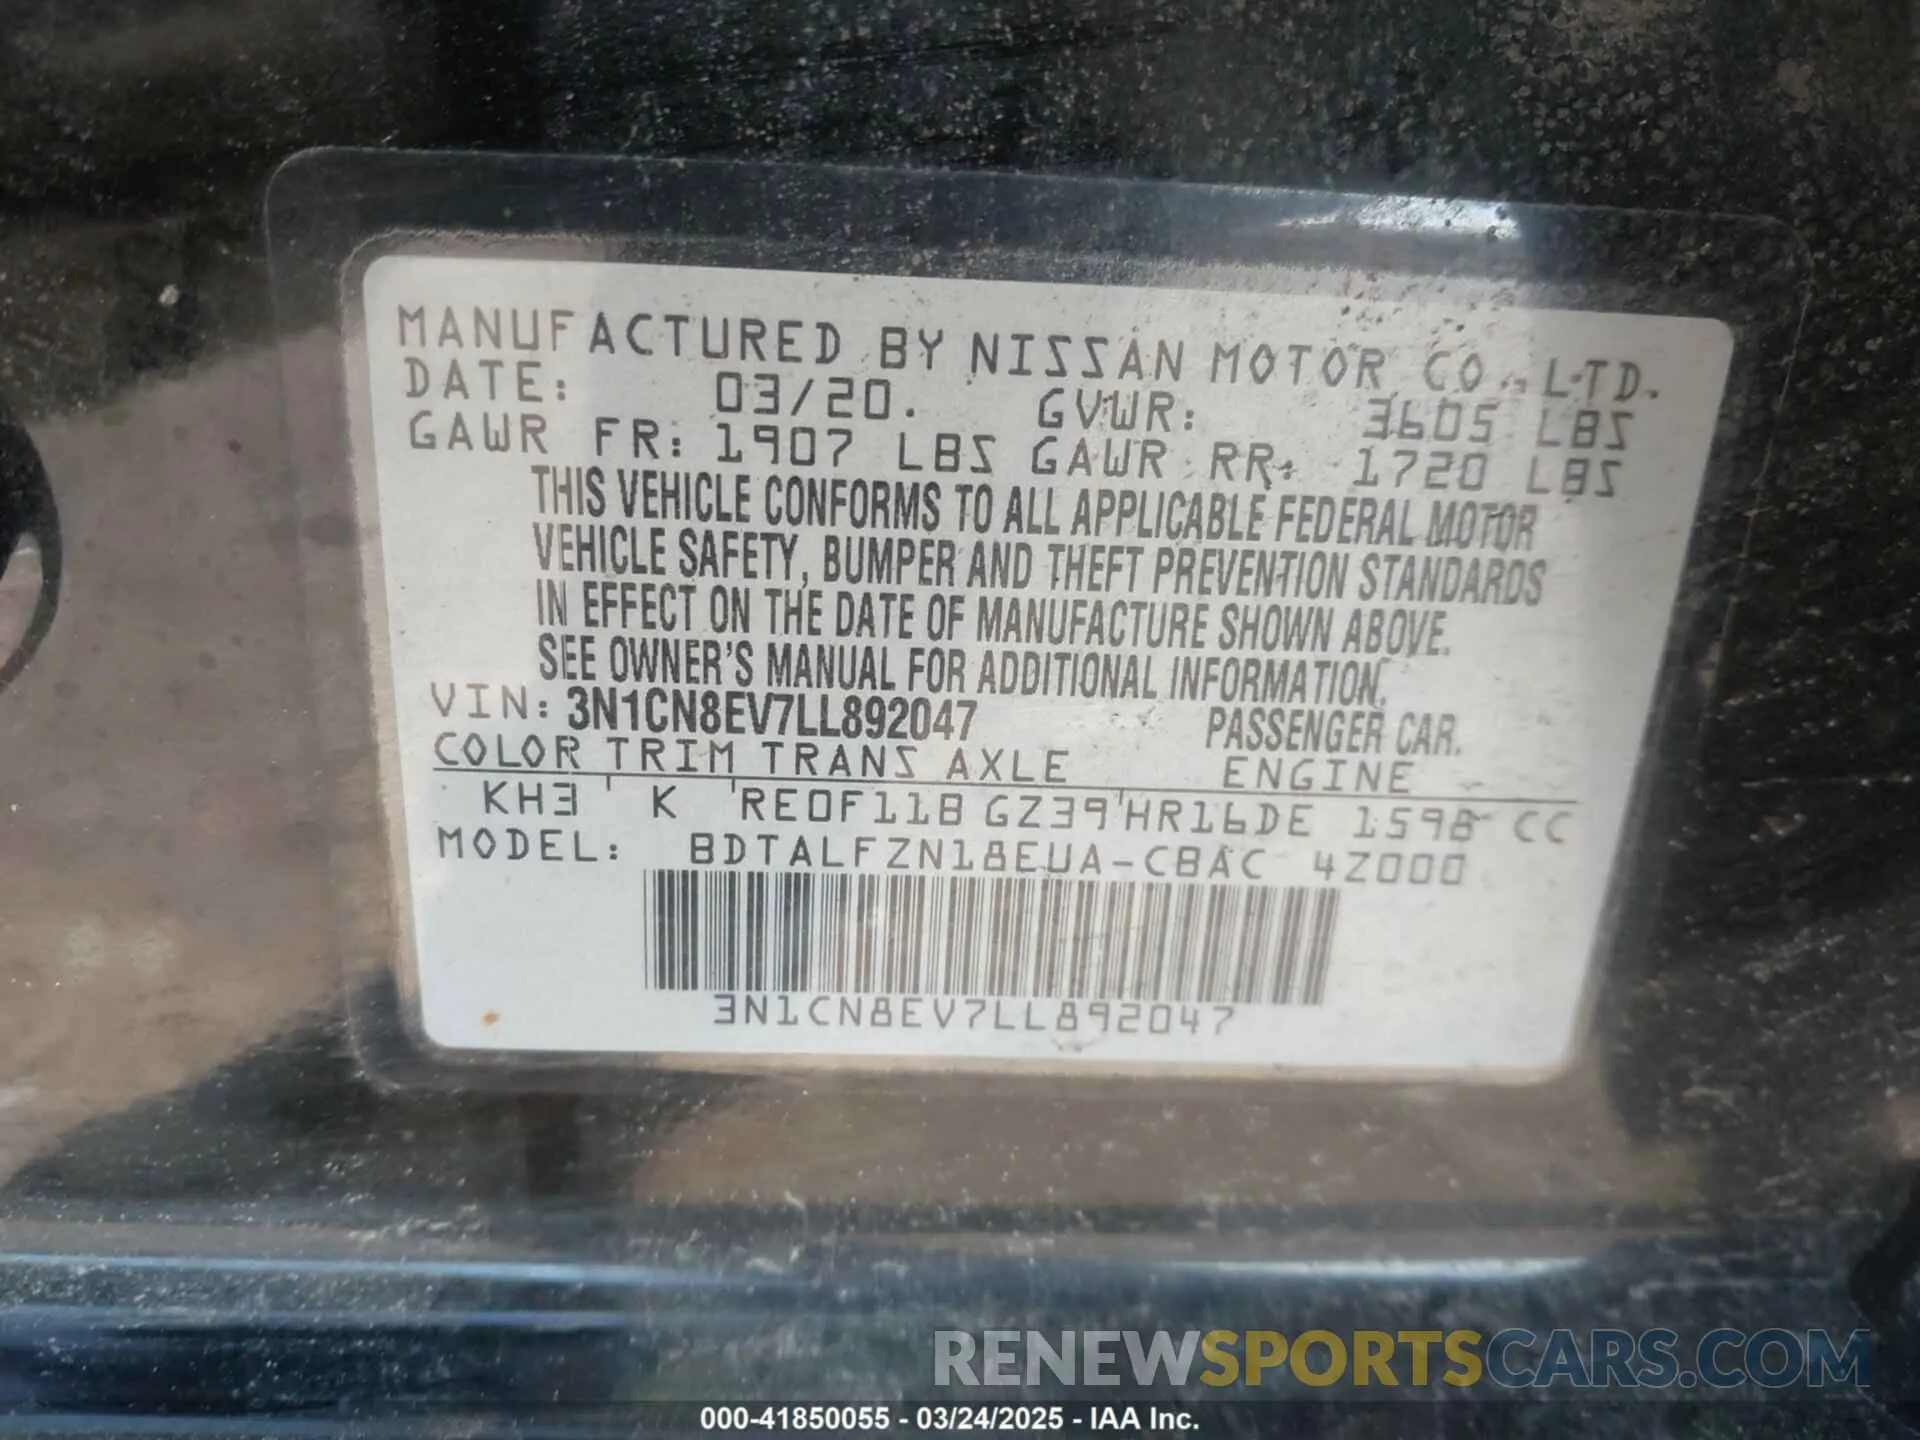 MANUFACTURED BY NISSAN MOTOR CO., LTD.
DATE: 03/20. GVWR: 3605 LBS
GAWR FR: 1907 LBS GAWR RR: 1720 LBS
THIS VEHICLE CONFORMS TO ALL APPLICABLE FEDERAL MOTOR
VEHICLE SAFETY, BUMPER AND THEFT PREVENTION STANDARDS
IN EFFECT ON THE DATE OF MANUFACTURE SHOWN ABOVE.
SEE OWNER'S MANUAL FOR ADDITIONAL INFORMATION.
VIN: 3N1CN8EV7LL892047 PASSENGER CAR.
COLOR TRIM TRANS AXLE ENGINE
KH3 K RE0F11B GZ39 HR16DE 1598 CC
MODEL: BDTALFZN18EUA-CBAC 4Z000
3N1CN8EV7LL892047
RENEWSPORTSCARS.COM
000-41850055 - 03/24/2025 - IAA Inc.